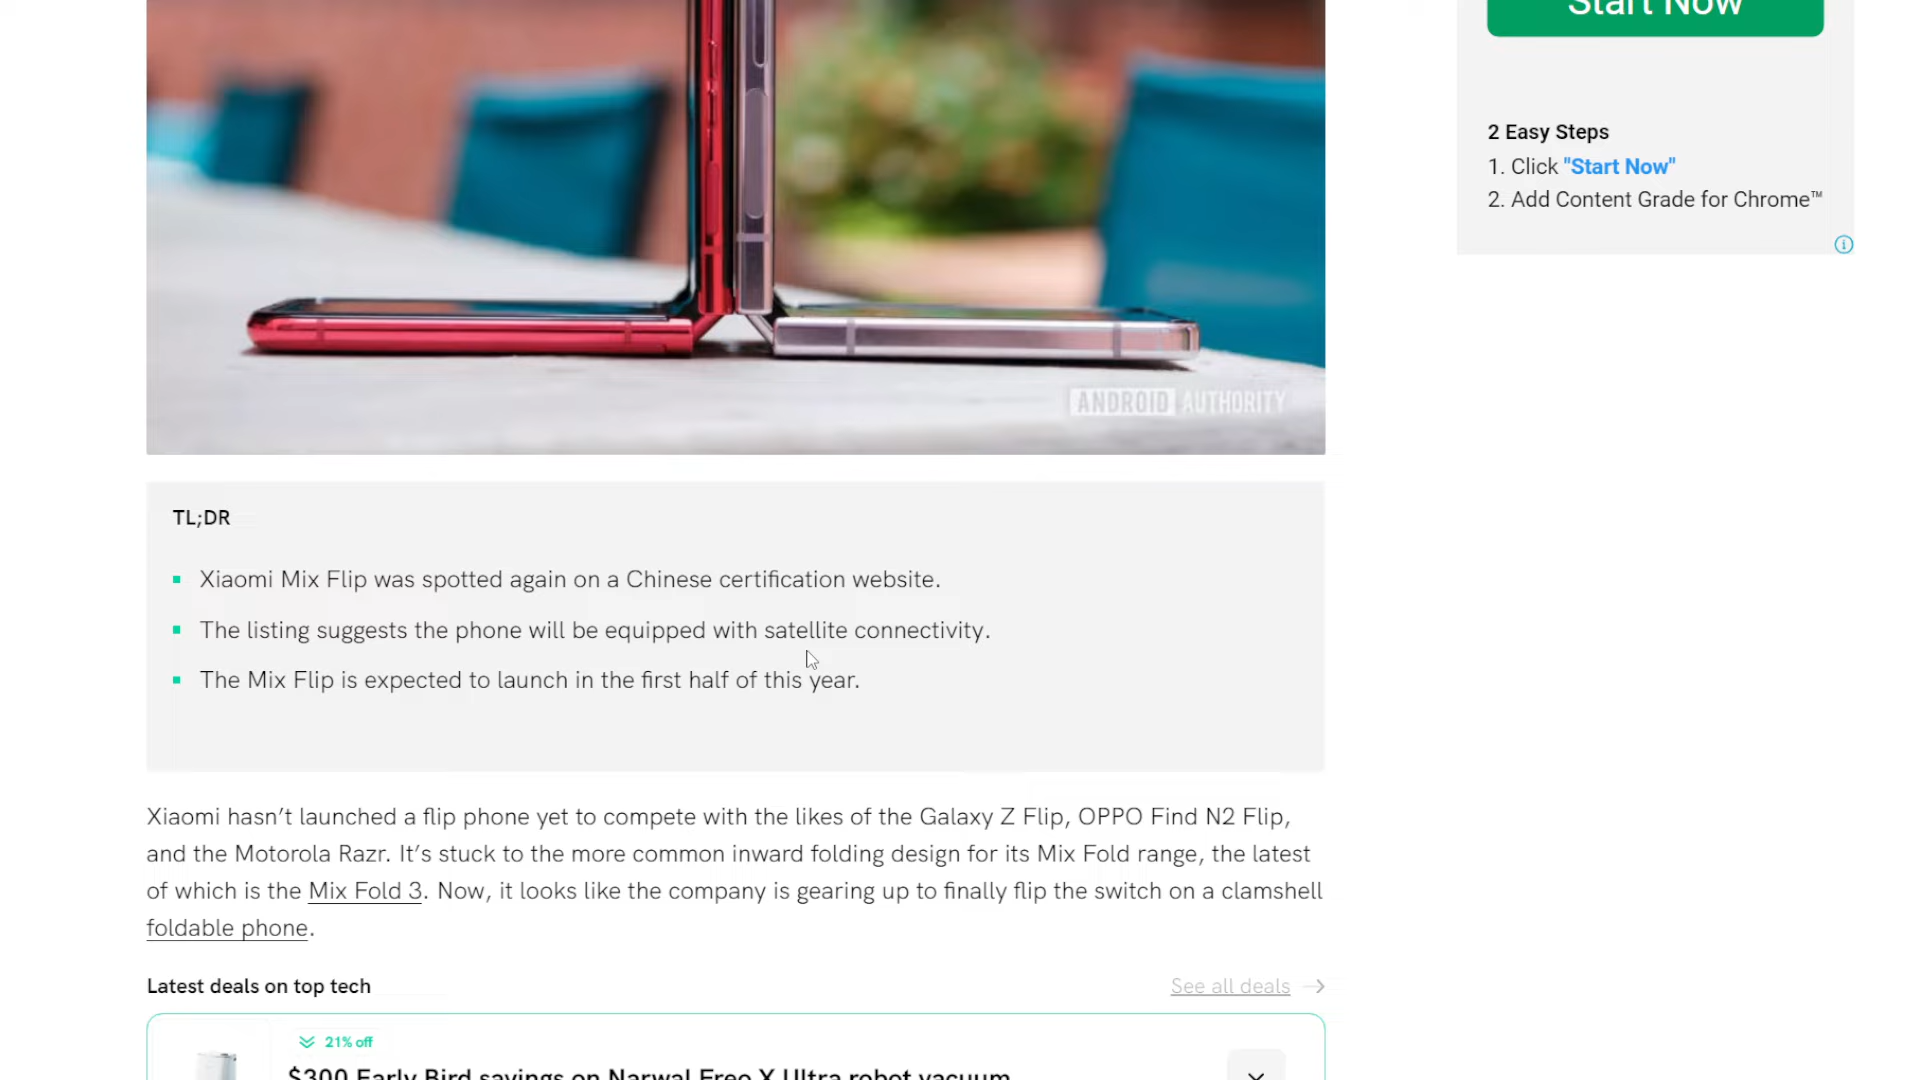 Start Now
2 Easy Steps
1. Click "Start Now"
2. Add Content Grade for Chrome™
ANDROID AUTHORITY
TL;DR
Xiaomi Mix Flip was spotted again on a Chinese certification website.
The listing suggests the phone will be equipped with satellite connectivity.
The Mix Flip is expected to launch in the first half of this year.
Xiaomi hasn’t launched a flip phone yet to compete with the likes of the Galaxy Z Flip, OPPO Find N2 Flip,
and the Motorola Razr. It’s stuck to the more common inward folding design for its Mix Fold range, the latest
of which is the Mix Fold 3. Now, it looks like the company is gearing up to finally flip the switch on a clamshell
foldable phone.
Latest deals on top tech
See all deals
21% off
$300 Early Bird savings on Narwal Freo X Ultra robot vacuum